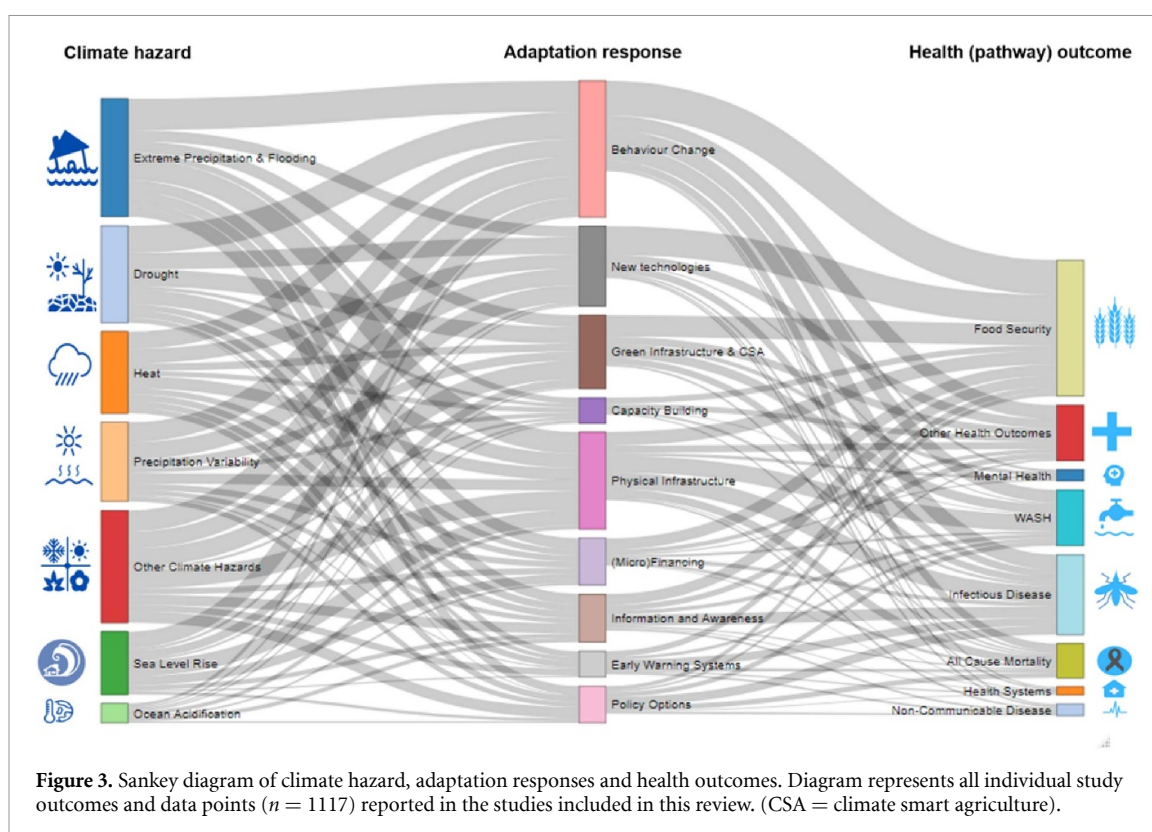 Climate hazard
Adaptation response
Health (pathway) outcome
Extreme Precipitation & Flooding
Drought
Heat
Precipitation Variability
Other Climate Hazards
Sea Level Rise
Ocean Acidification
Behaviour Change
New technologies
Green Infrastructure & CSA
Capacity Building
Physical Infrastructure
(Micro)Financing
Information and Awareness
Early Warning Systems
Policy Options
Food Security
Other Health Outcomes
Mental Health
WASH
Infectious Disease
All Cause Mortality
Health Systems
Non-Communicable Disease
Figure 3. Sankey diagram of climate hazard, adaptation responses and health outcomes. Diagram represents all individual study
outcomes and data points (n = 1117) reported in the studies included in this review. (CSA = climate smart agriculture).